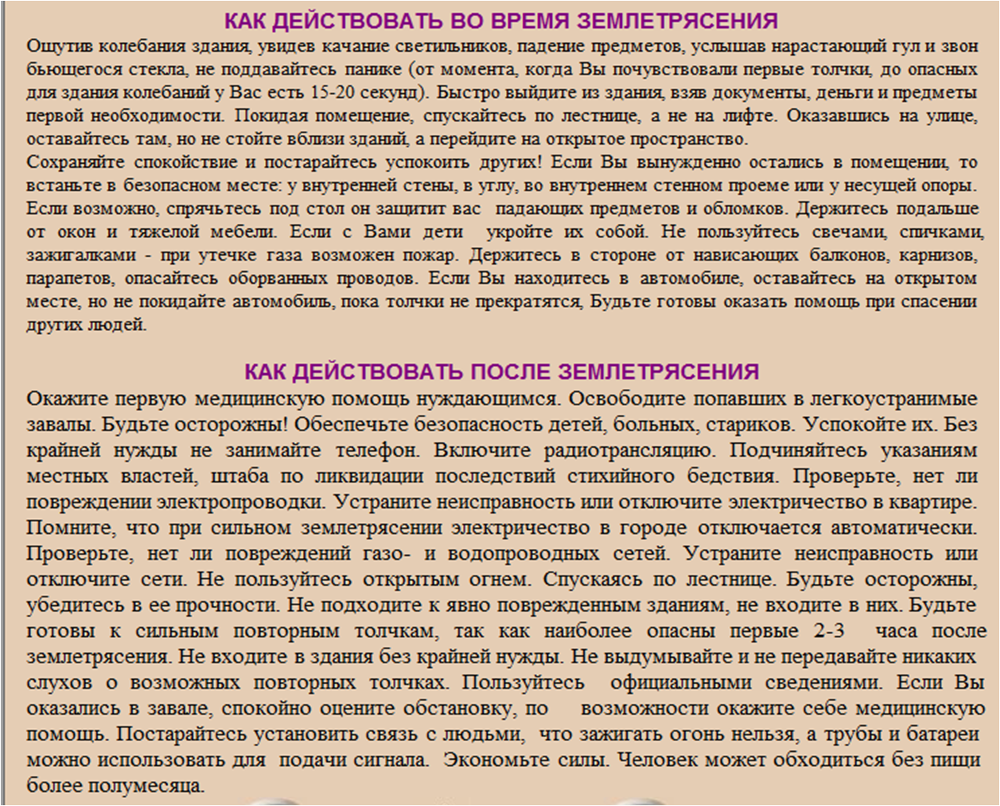 КАК ДЕЙСТВОВАТЬ ВО ВРЕМЯ ЗЕМЛЕТРЯСЕНИЯ
Ощутив колебания здания, увидев качание светильников, падение предметов, услышав нарастающий гул и звон
бьющегося стекла, не поддавайтесь панике (от момента, когда Вы почувствовали первые толчки, до опасных
для здания колебаний у Вас есть 15-20 секунд). Быстро выйдите из здания, взяв документы, деньги и предметы
первой необходимости. Покидая помещение, спускайтесь по лестнице, а не на лифте. Оказавшись на улице,
оставайтесь там, но не стойте вблизи зданий, а перейдите на открытое пространство.
Сохраняйте спокойствие и постарайтесь успокоить других! Если Вы вынужденно остались в помещении, то
встаньте в безопасном месте: у внутренней стены, в углу, во внутреннем стенном проеме или у несущей опоры.
Если возможно, спрячьтесь под стол он защитит вас падающих предметов и обломков. Держитесь подальше
от окон и тяжелой мебели. Если с Вами дети укройте их собой. Не пользуйтесь свечами, спичками,
зажигалками - при утечке газа возможен пожар. Держитесь в стороне от нависающих балконов, карнизов,
парапетов, опасайтесь оборванных проводов. Если Вы находитесь в автомобиле, оставайтесь на открытом
месте, но не покидайте автомобиль, пока толчки не прекратятся, Будьте готовы оказать помощь при спасении
других людей.
КАК ДЕЙСТВОВАТЬ ПОСЛЕ ЗЕМЛЕТРЯСЕНИЯ
Окажите первую медицинскую помощь нуждающимся. Освободите попавших в легкоустранимые
завалы. Будьте осторожны! Обеспечьте безопасность детей, больных, стариков. Успокойте их. Без
крайней нужды не занимайте телефон. Включите радиотрансляцию. Подчиняйтесь указаниям
местных властей, штаба по ликвидации последствий стихийного бедствия. Проверьте, нет ли
повреждении электропроводки. Устраните неисправность или отключите электричество в квартире.
Помните, что при сильном землетрясении электричество в городе отключается автоматически.
Проверьте, нет ли повреждений газо- и водопроводных сетей. Устраните неисправность или
отключите сети. Не пользуйтесь открытым огнем. Спускаясь по лестнице. Будьте осторожны,
убедитесь в ее прочности. Не подходите к явно поврежденным зданиям, не входите в них. Будьте
готовы к сильным повторным толчкам, так как наиболее опасны первые 2-3 часа после
землетрясения. Не входите в здания без крайней нужды. Не выдумывайте и не передавайте никаких
слухов о возможных повторных толчках. Пользуйтесь официальными сведениями. Если Вы
оказались в завале, спокойно оцените обстановку, по возможности окажите себе медицинскую
помощь. Постарайтесь установить связь с людьми, что зажигать огонь нельзя, а трубы и батареи
можно использовать для подачи сигнала. Экономьте силы. Человек может обходиться без пищи
более полумесяца.